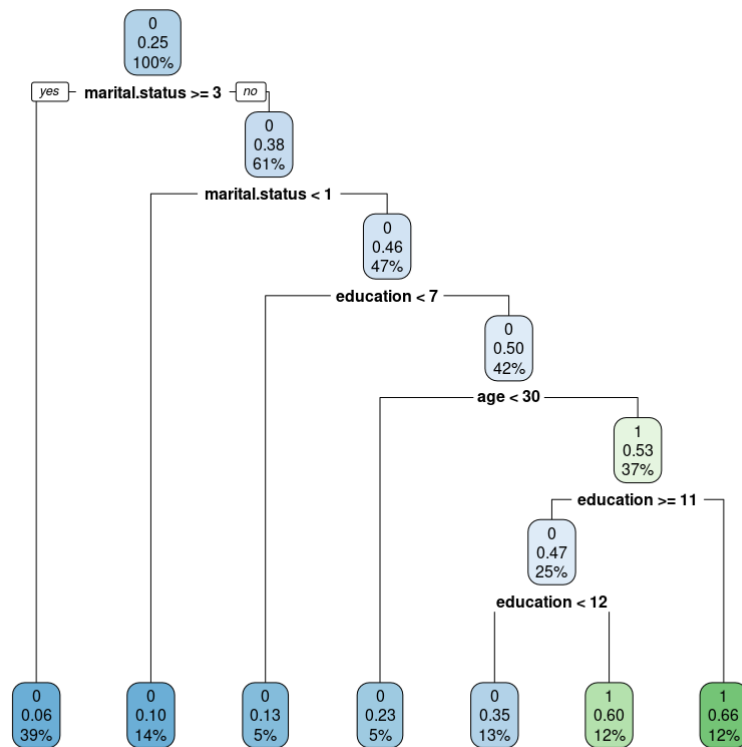 0
0.25
100%
yes marital.status >= 3 no
0
0.38
61%
marital.status < 1
0
0.46
47%
education < 7
0
0.50
42%
age < 30
1
0.53
37%
education >= 11
0
0.47
25%
education < 12
0 0 0 0 0 1 1
0.06 0.10 0.13 0.23 0.35 0.60 0.66
39% 14% 5% 5% 13% 12% 12%